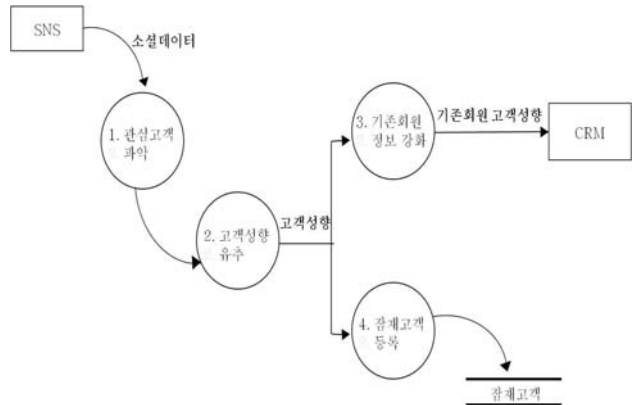 SNS
소셜데이터
1. 관심고객
파악
2. 고객성향
유추
고객성향
3. 기존회원
정보 강화
기존회원 고객성향
CRM
4. 잠재고객
등록
잠재고객